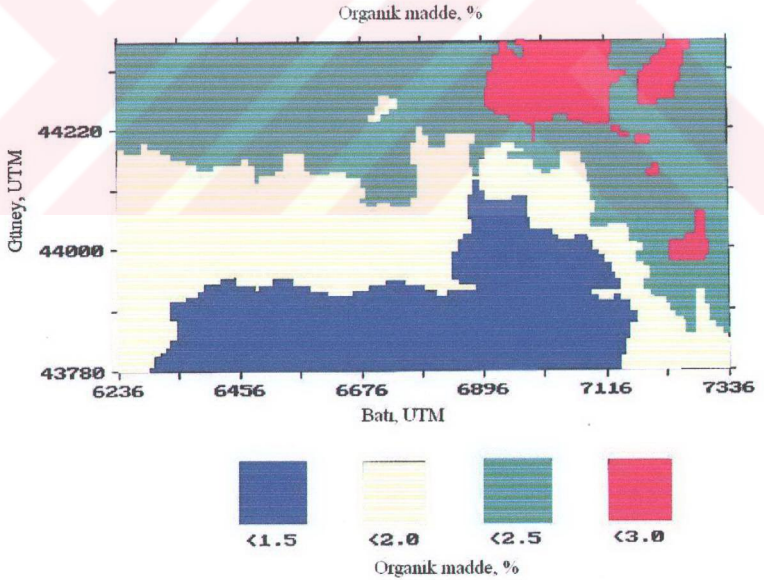 Organik madde, %
Güney, UTM
44220
44000
43780
6236 6456 6676 6896 7116 7336
Batı, UTM
<1.5 <2.0 <2.5 <3.0
Organik madde, %